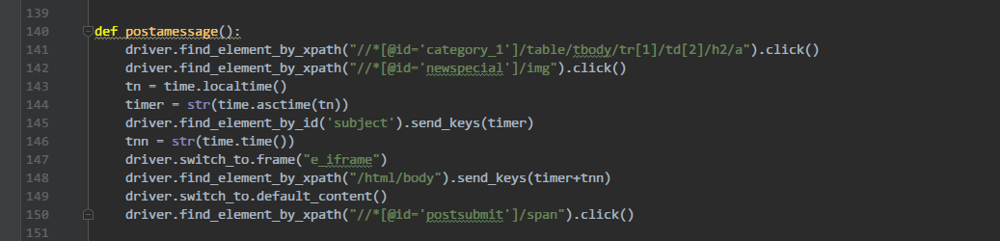 139
140 def postamessage():
141 driver.find_element_by_xpath("//*[@id='category_1']/table/tbody/tr[1]/td[2]/h2/a").click()
142 driver.find_element_by_xpath("//*[@id='newspecial']/img").click()
143 tn = time.localtime()
144 timer = str(time.asctime(tn))
145 driver.find_element_by_id('subject').send_keys(timer)
146 tnn = str(time.time())
147 driver.switch_to.frame("e_iframe")
148 driver.find_element_by_xpath("/html/body").send_keys(timer+tnn)
149 driver.switch_to.default_content()
150 driver.find_element_by_xpath("//*[@id='postsubmit']/span").click()
151